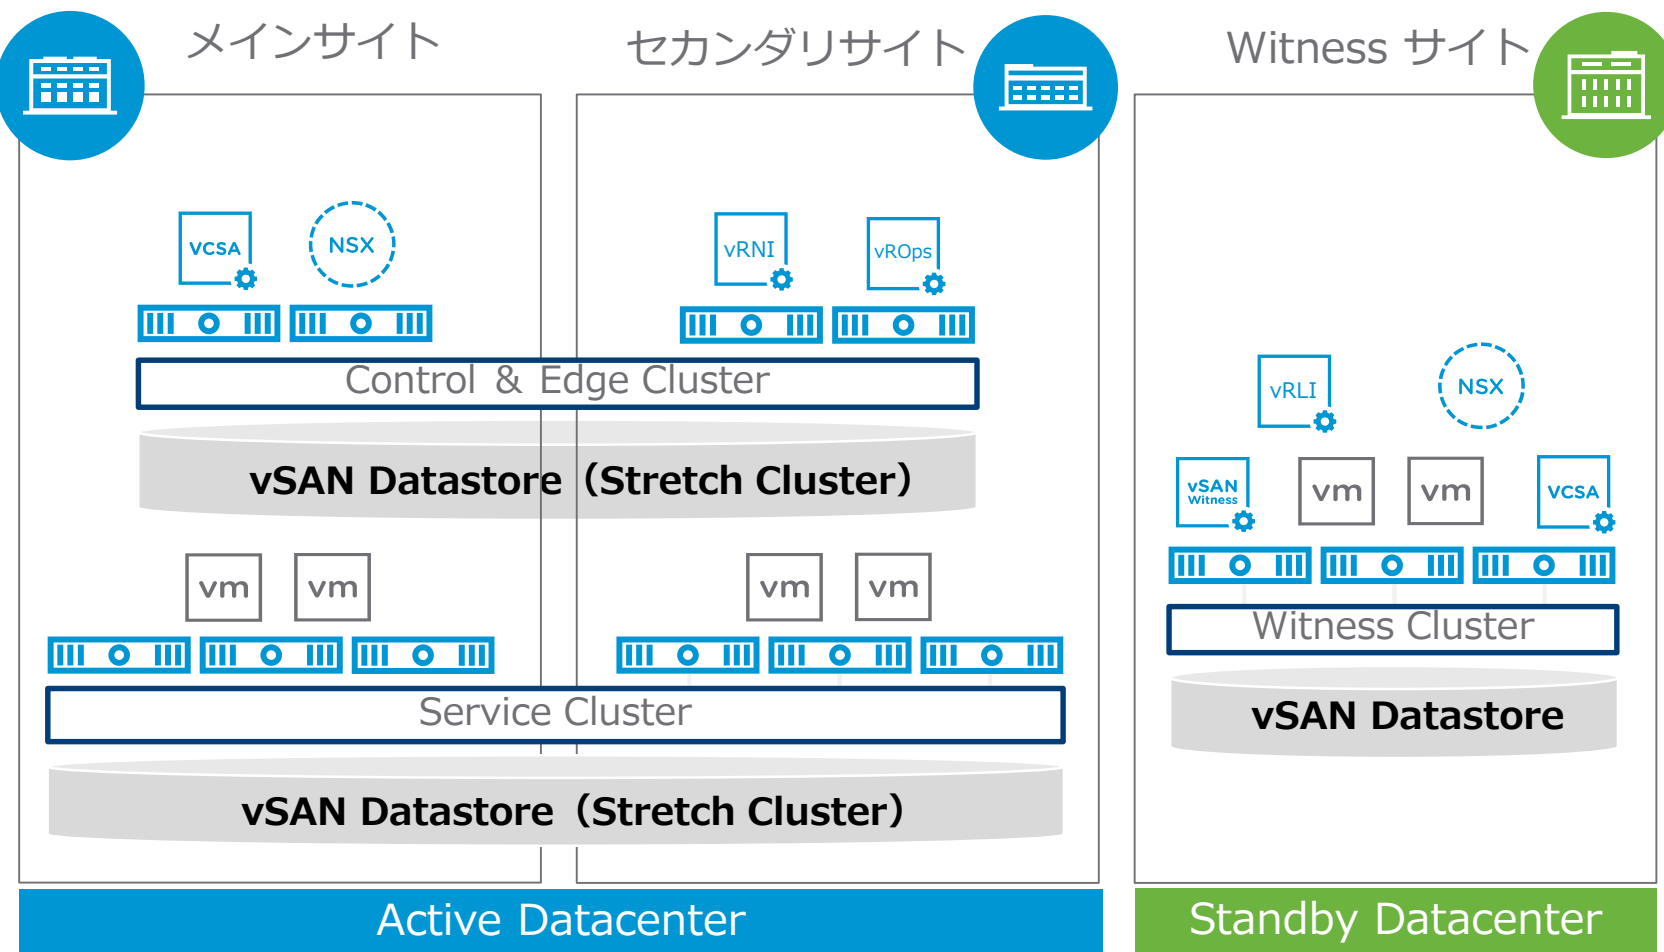 メインサイト
セカンダリサイト
Witness サイト
VCSA
NSX
vRNI
vROps
Control & Edge Cluster
vSAN Datastore（Stretch Cluster）
vm
vm
vm
vm
Service Cluster
vSAN Datastore（Stretch Cluster）
Active Datacenter
vRLI
NSX
vSAN
Witness
vm
vm
VCSA
Witness Cluster
vSAN Datastore
Standby Datacenter